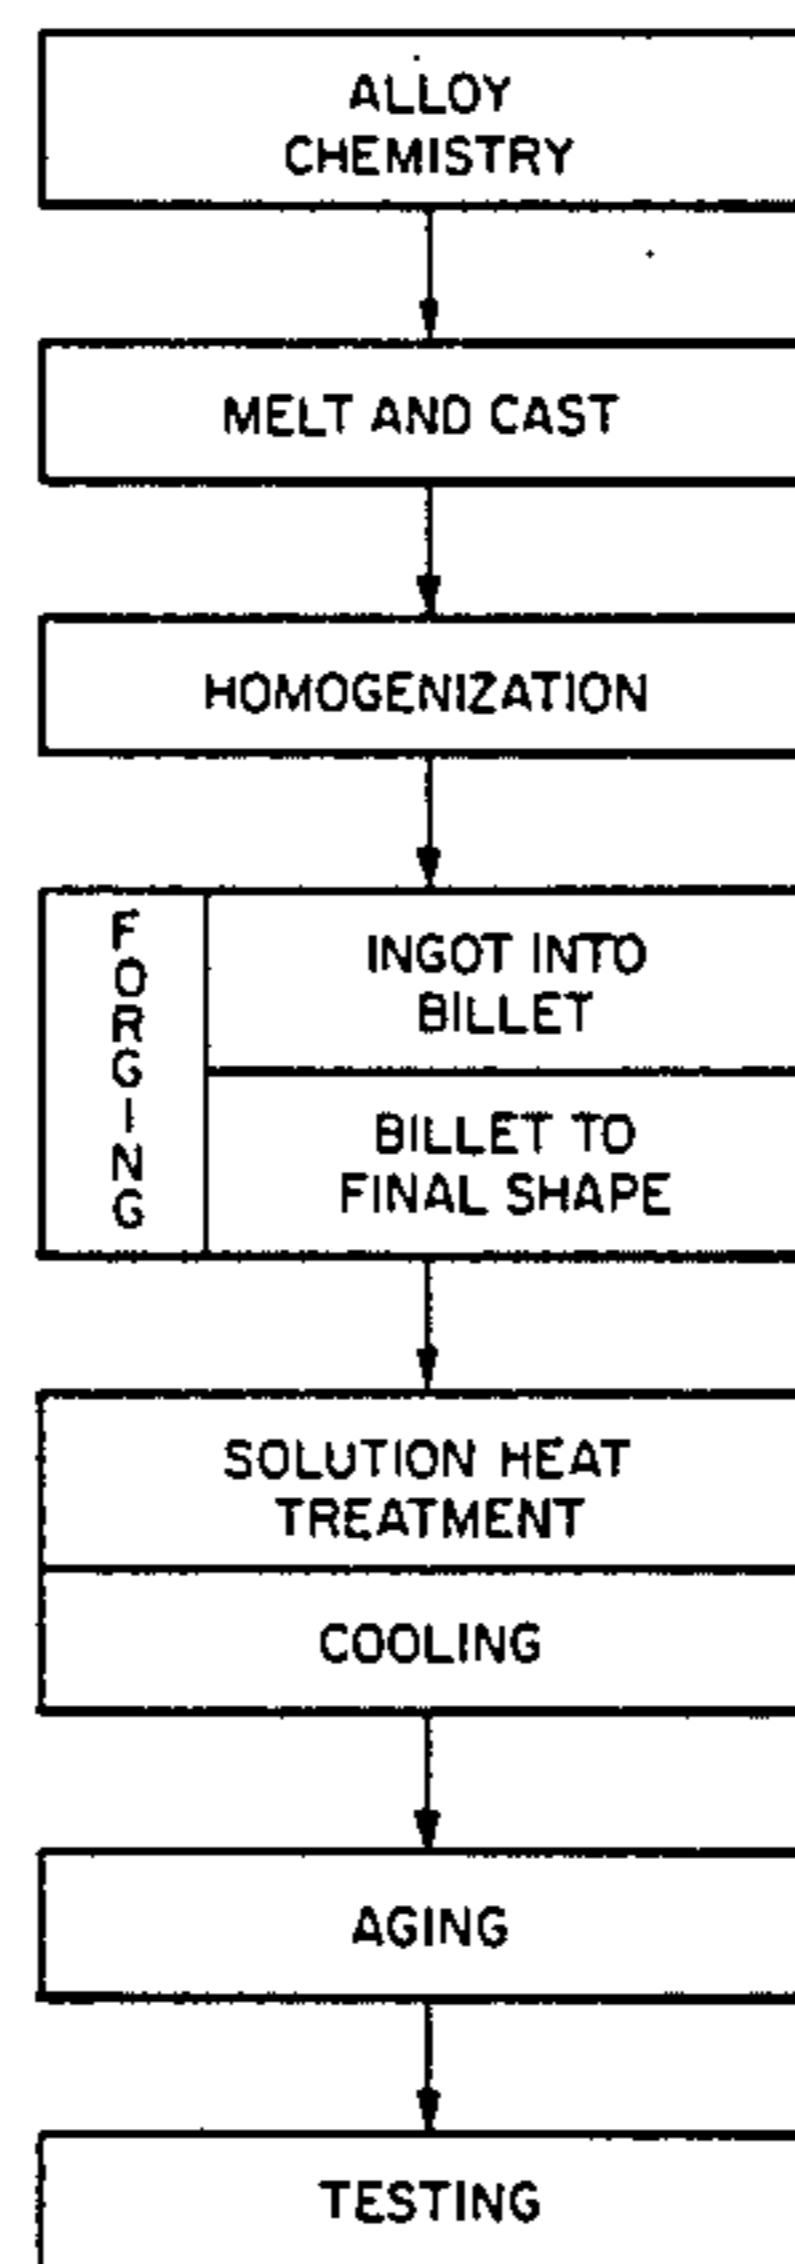 ALLOY
CHEMISTRY
MELT AND CAST
HOMOGENIZATION
FORGING
INGOT INTO
BILLET
BILLET TO
FINAL SHAPE
SOLUTION HEAT
TREATMENT
COOLING
AGING
TESTING